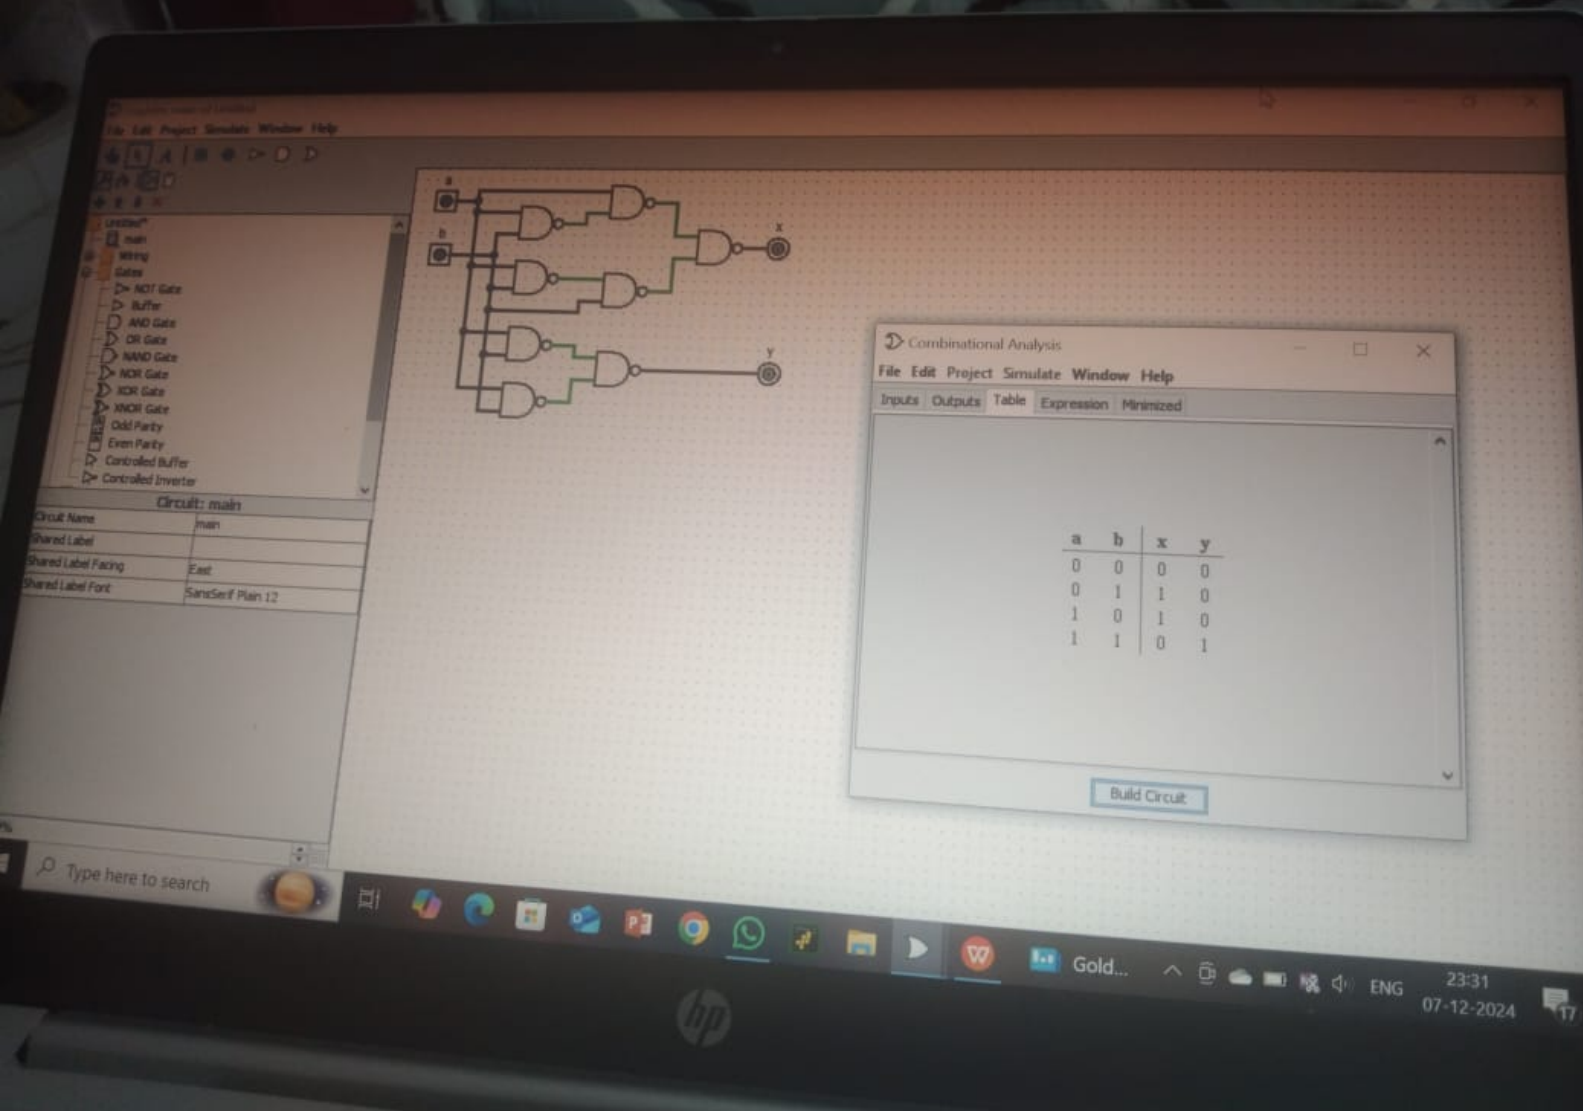 File Edit Project Simulate Window Help
Untitled*
main
Wiring
Gates
NOT Gate
Buffer
AND Gate
OR Gate
NAND Gate
NOR Gate
XOR Gate
XNOR Gate
Odd Parity
Even Parity
Controlled Buffer
Controlled Inverter
Circuit: main
Circuit Name main
Shared Label
Shared Label Facing East
Shared Label Font SansSerif Plain 12
a
b
x
y
Combinational Analysis
File Edit Project Simulate Window Help
Inputs Outputs Table Expression Minimized
a b x y
0 0 0 0
0 1 1 0
1 0 1 0
1 1 0 1
Build Circuit
Type here to search
Gold...
ENG
23:31
07-12-2024
17
hp